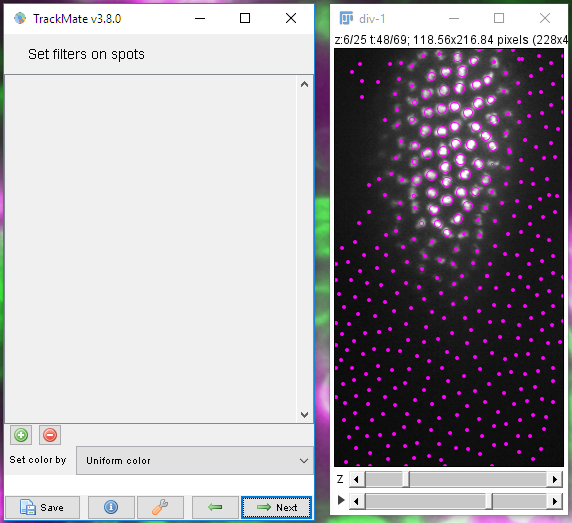 TrackMate v3.8.0
Set filters on spots
Set color by
Uniform color
Save
Next
div-1
z:6/25 t:48/69; 118.56x216.84 pixels (228x4
z